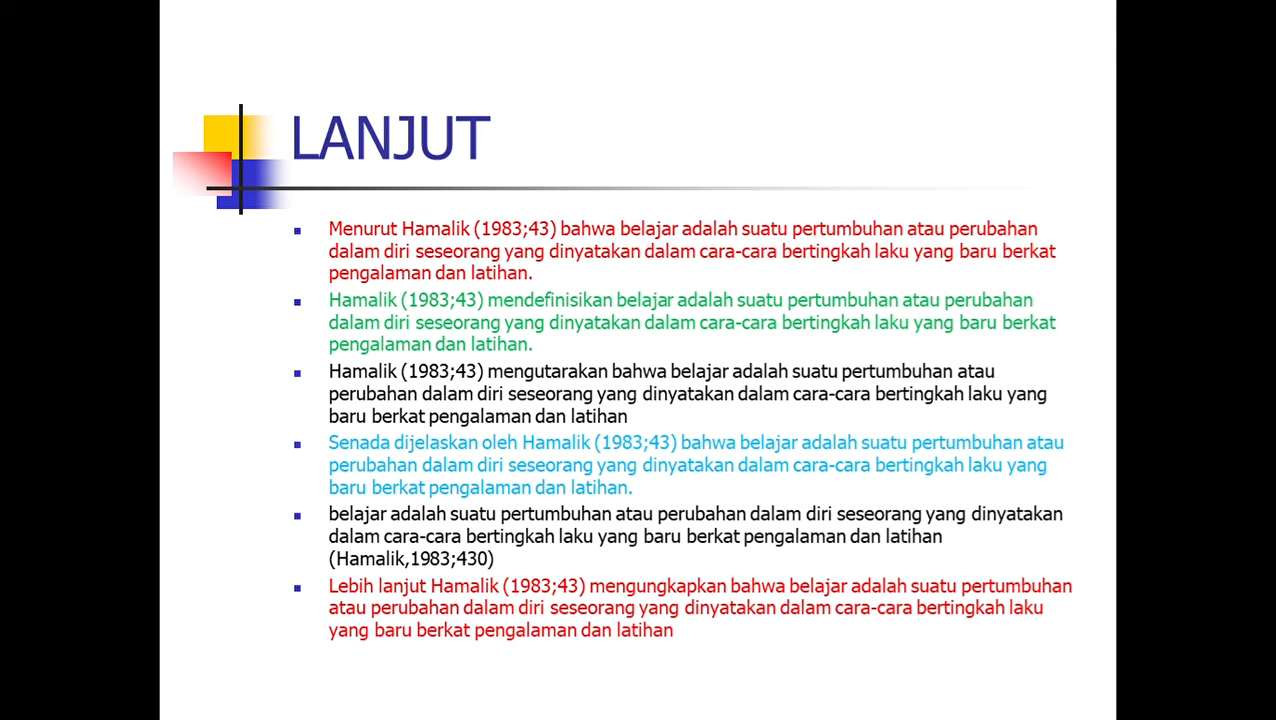 LANJUT
Menurut Hamalik (1983;43) bahwa belajar adalah suatu pertumbuhan atau perubahan
dalam diri seseorang yang dinyatakan dalam cara-cara bertingkah laku yang baru berkat
pengalaman dan latihan.
Hamalik (1983;43) mendefinisikan belajar adalah suatu pertumbuhan atau perubahan
dalam diri seseorang yang dinyatakan dalam cara-cara bertingkah laku yang baru berkat
pengalaman dan latihan.
Hamalik (1983;43) mengutarakan bahwa belajar adalah suatu pertumbuhan atau
perubahan dalam diri seseorang yang dinyatakan dalam cara-cara bertingkah laku yang
baru berkat pengalaman dan latihan
Senada dijelaskan oleh Hamalik (1983;43) bahwa belajar adalah suatu pertumbuhan atau
perubahan dalam diri seseorang yang dinyatakan dalam cara-cara bertingkah laku yang
baru berkat pengalaman dan latihan.
belajar adalah suatu pertumbuhan atau perubahan dalam diri seseorang yang dinyatakan
dalam cara-cara bertingkah laku yang baru berkat pengalaman dan latihan
(Hamalik,1983;430)
Lebih lanjut Hamalik (1983;43) mengungkapkan bahwa belajar adalah suatu pertumbuhan
atau perubahan dalam diri seseorang yang dinyatakan dalam cara-cara bertingkah laku
yang baru berkat pengalaman dan latihan